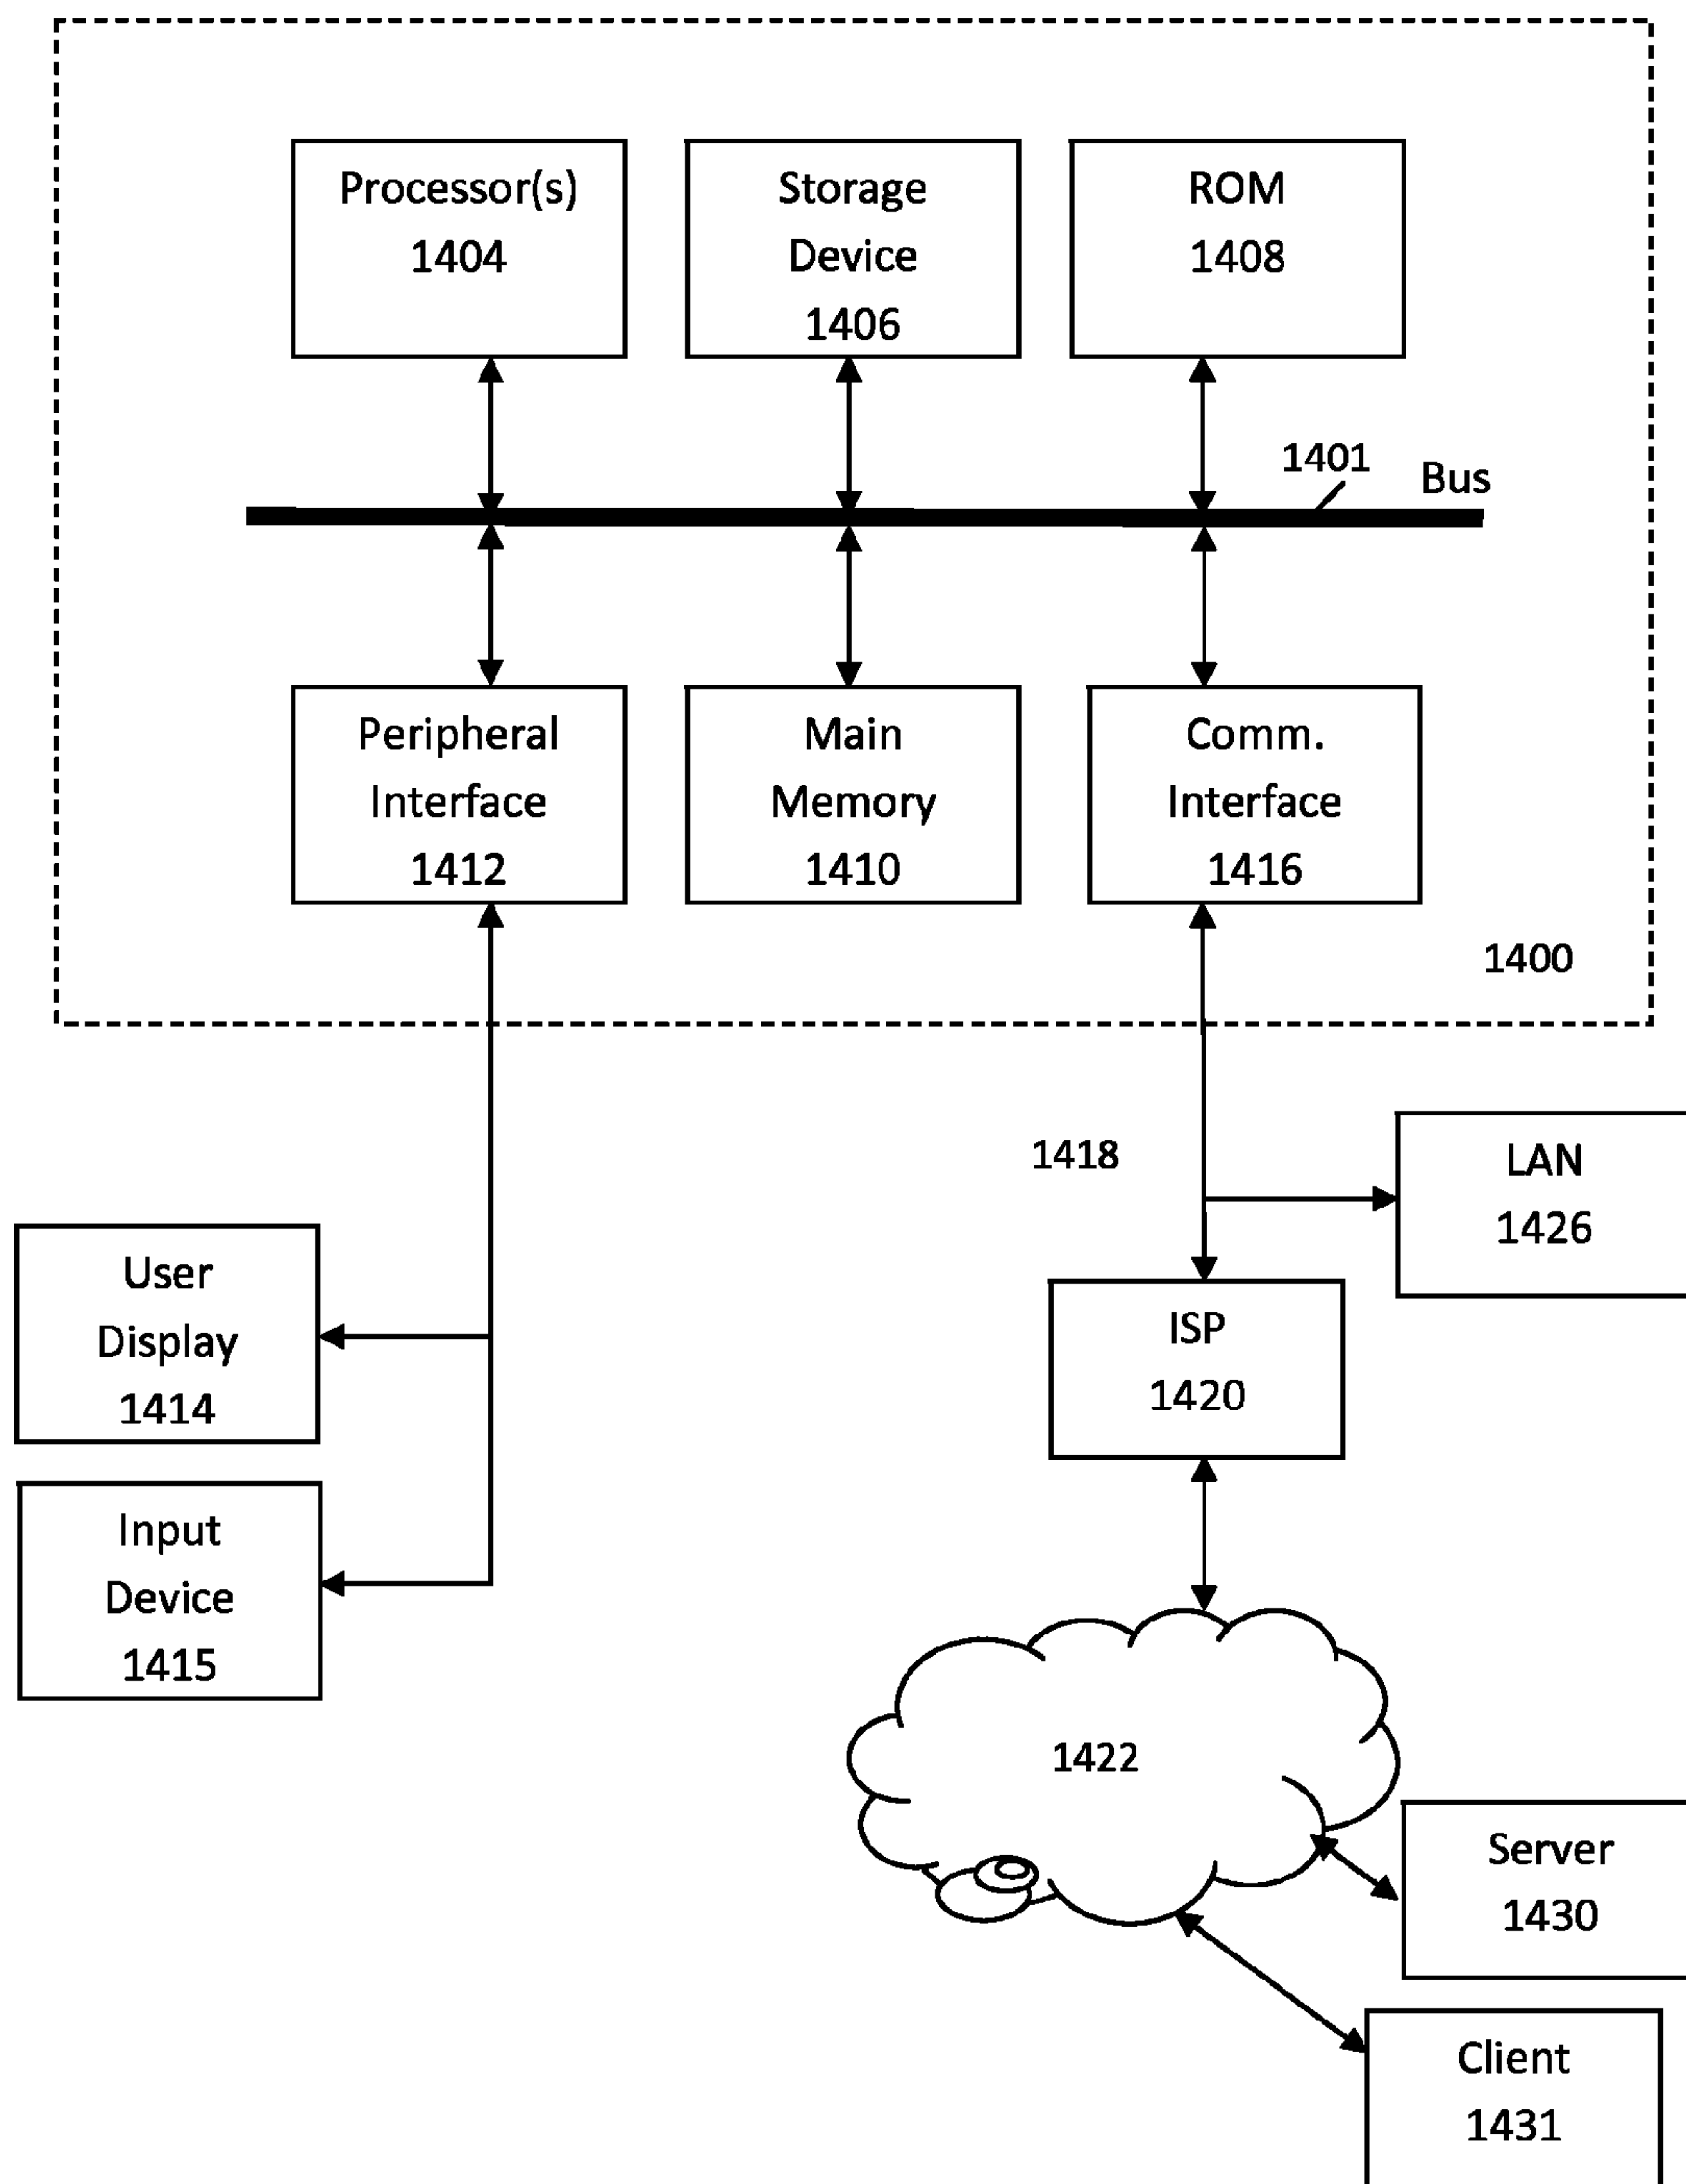 Processor(s)
1404
Storage
Device
1406
ROM
1408
1401
Bus
Peripheral
Interface
1412
Main
Memory
1410
Comm.
Interface
1416
1400
1418
LAN
1426
User
Display
1414
ISP
1420
Input
Device
1415
1422
Server
1430
Client
1431